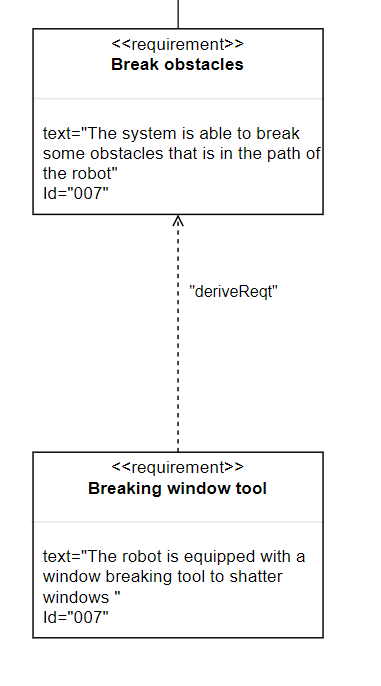 <<requirement>>
Break obstacles
text="The system is able to break
some obstacles that is in the path of
the robot"
Id="007"
"deriveReqt"
<<requirement>>
Breaking window tool
text="The robot is equipped with a
window breaking tool to shatter
windows "
Id="007"